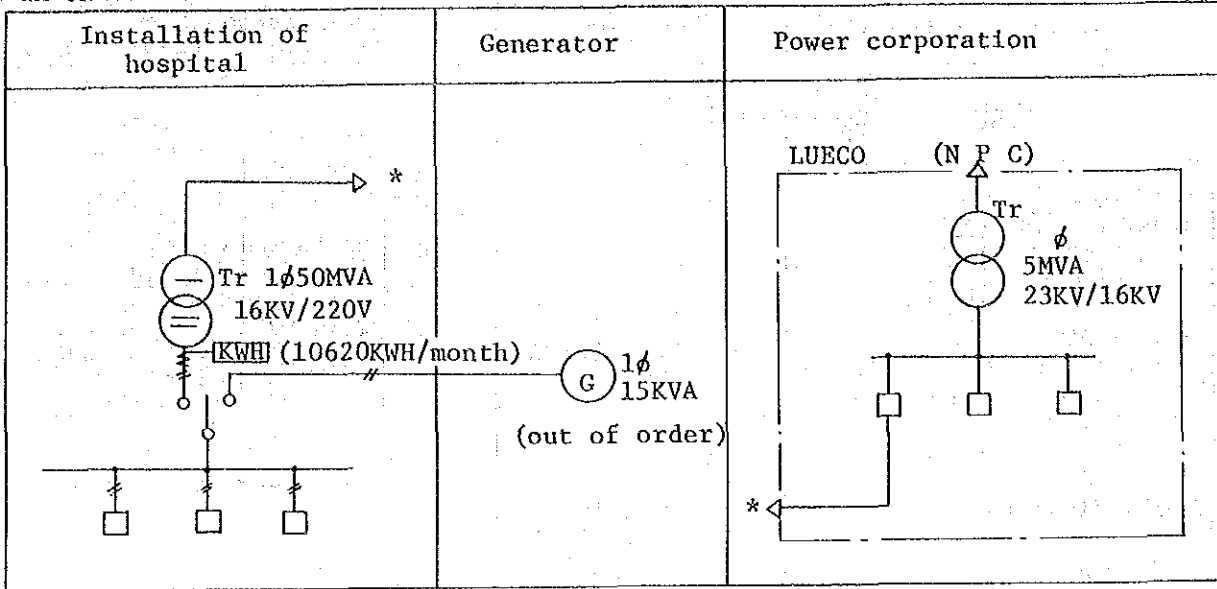 Installation of
hospital
Generator
Power corporation
*
Tr 1ϕ50MVA
16KV/220V
KWH (10620KWH/month)
G
1ϕ
15KVA
(out of order)
LUECO (N P C)
Tr
ϕ
5MVA
23KV/16KV
*